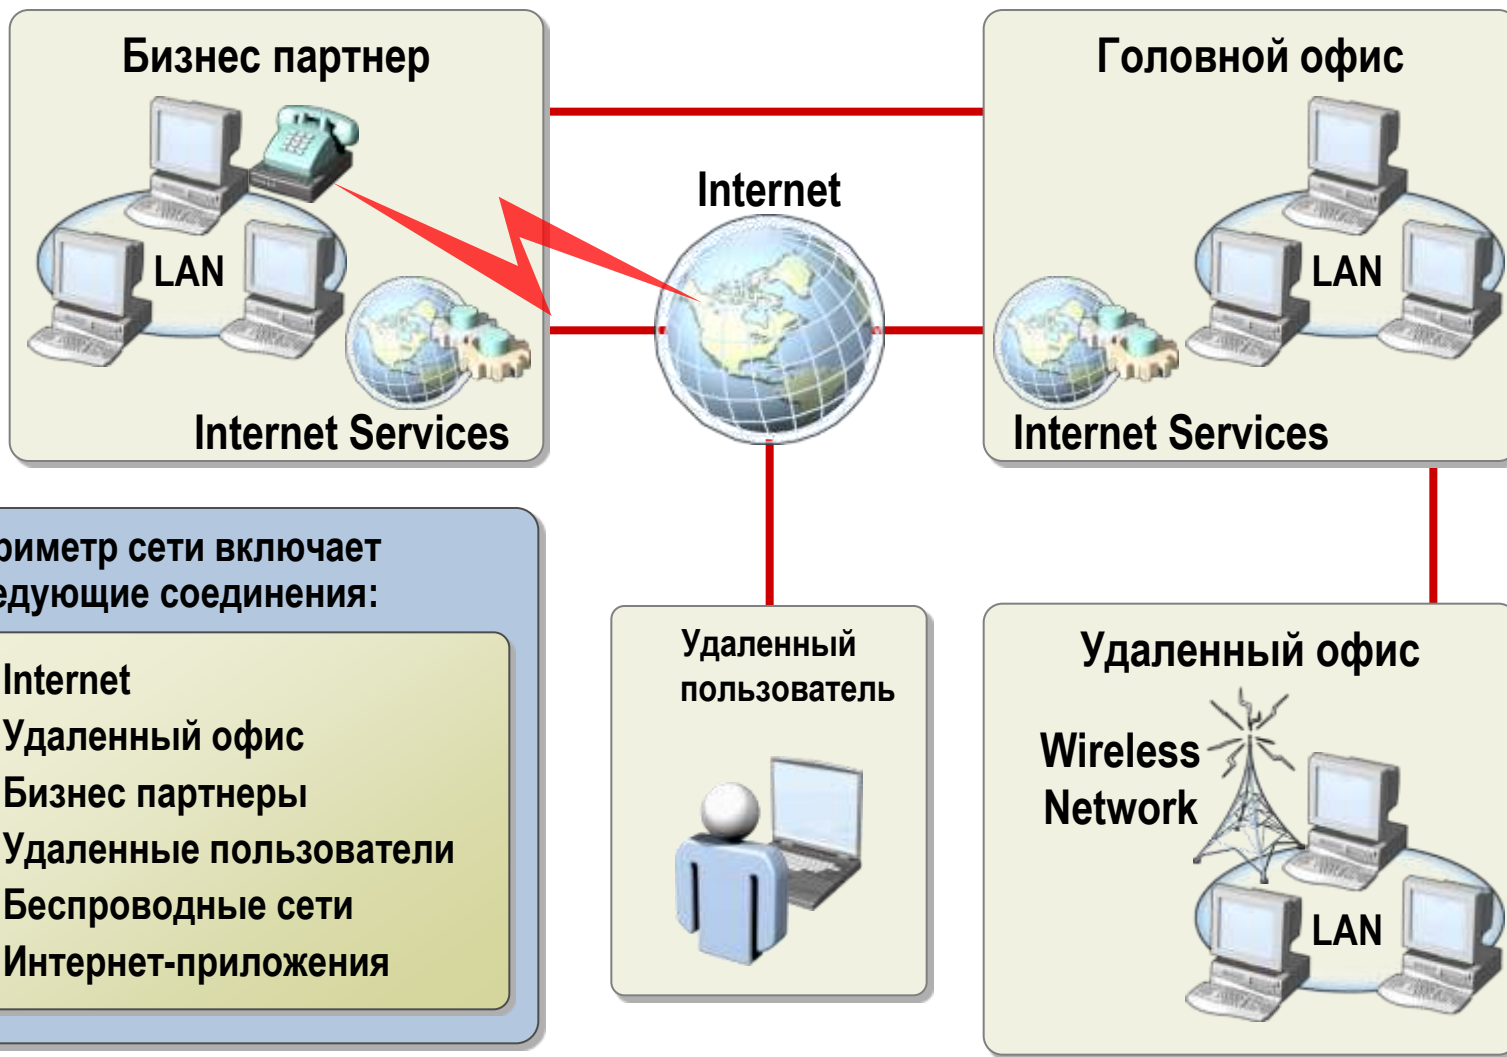 Бизнес партнер
LAN
Internet Services
Internet
Головной офис
LAN
Internet Services
риметр сети включает
едующие соединения:
Internet
Удаленный офис
Бизнес партнеры
Удаленные пользователи
Беспроводные сети
Интернет-приложения
Удаленный
пользователь
Удаленный офис
Wireless
Network
LAN